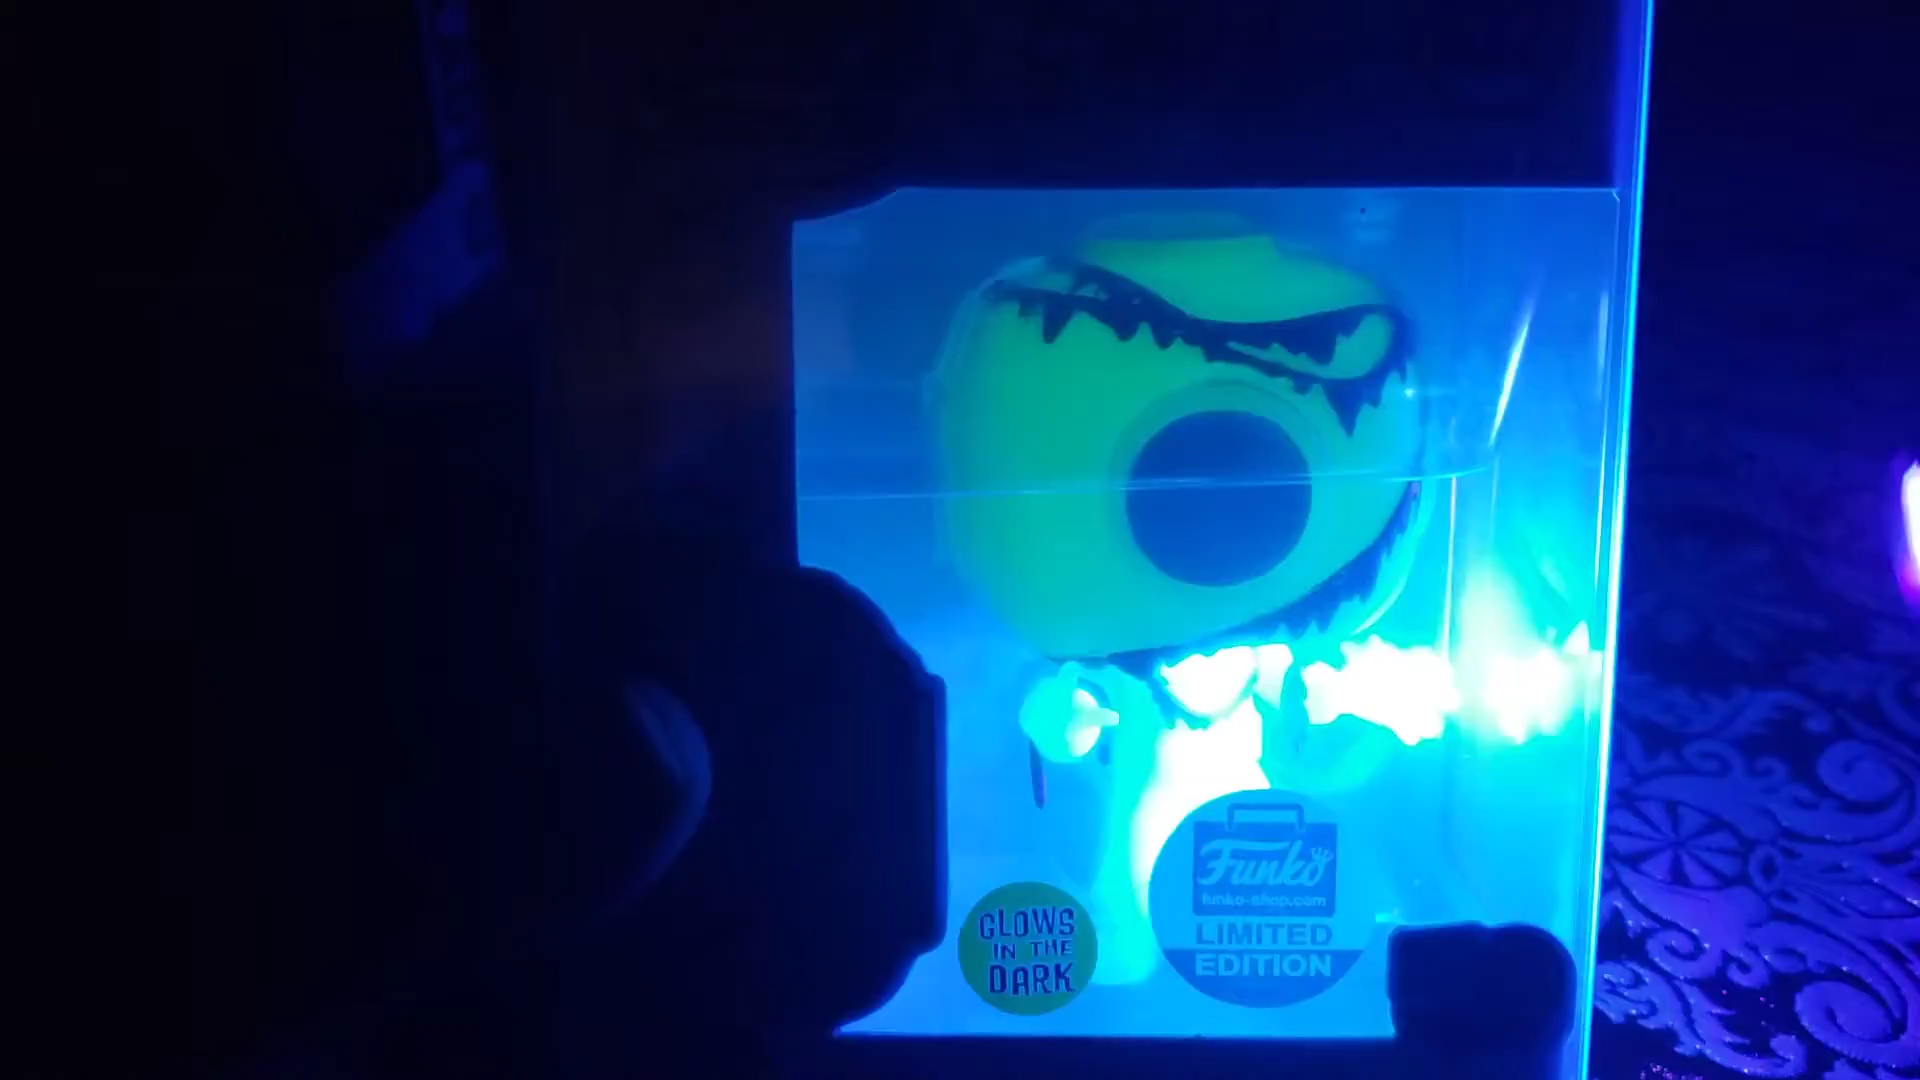 GLOWS
IN THE
DARK
Funko
funko-shop.com
LIMITED
EDITION